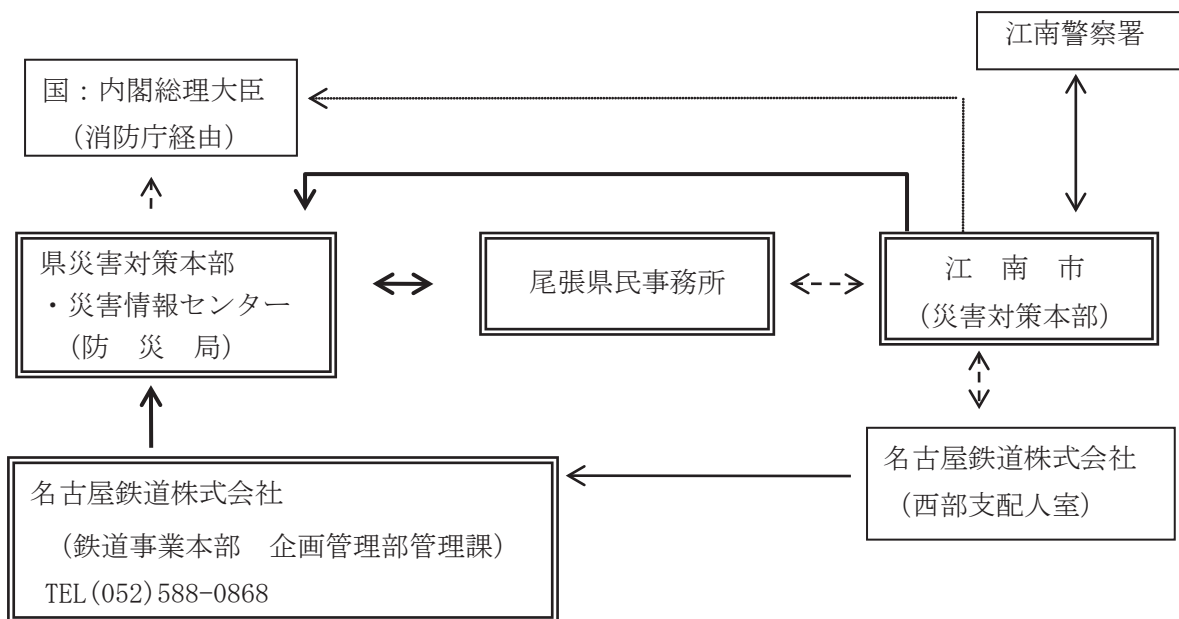 江南警察署
国：内閣総理大臣
（消防庁経由）
県災害対策本部
・災害情報センター
（防　災　局）
尾張県民事務所
江　南　市
（災害対策本部）
名古屋鉄道株式会社
（西部支配人室）
名古屋鉄道株式会社
（鉄道事業本部　企画管理部管理課）
TEL(052)588-0868